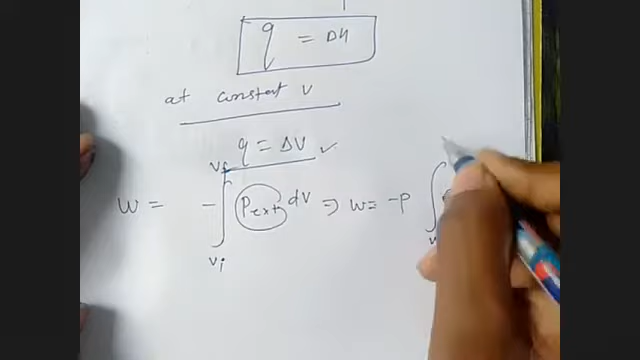 q = ΔH
at constant V
q = ΔV ✓
W = - ∫ Vf Vi Pext dV ⇒ W = -P ∫